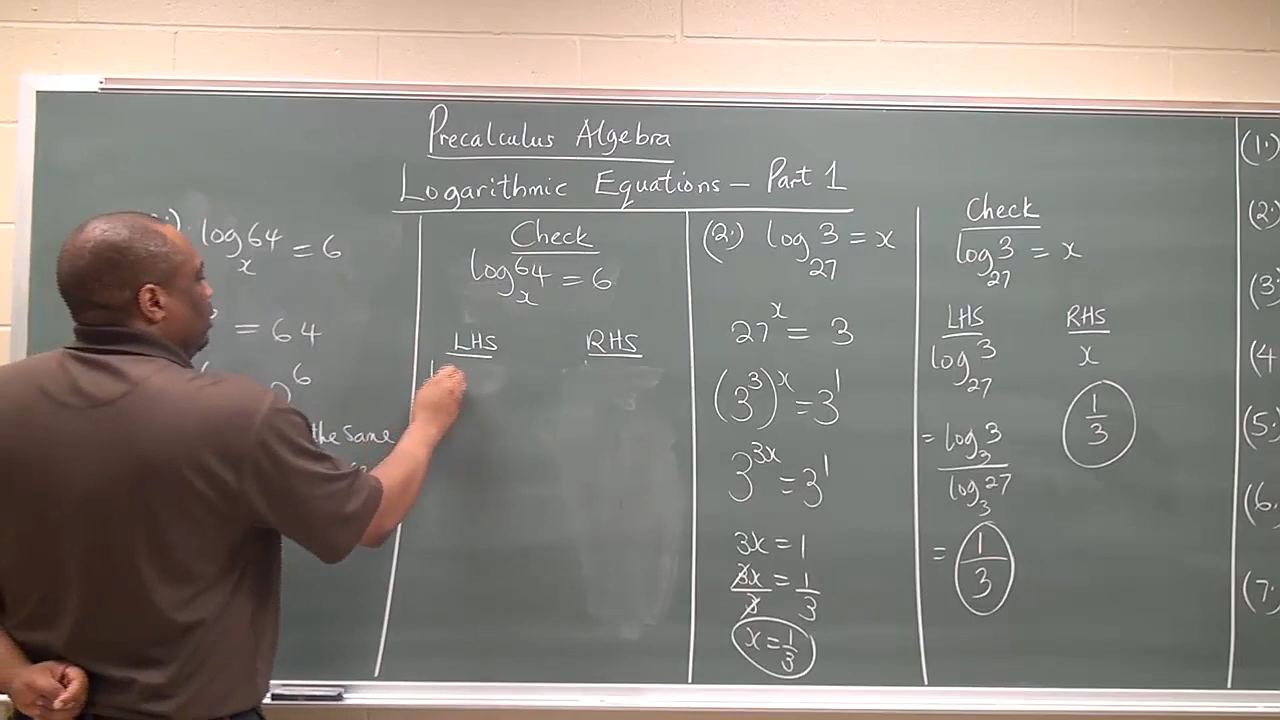 Precalculus Algebra
Logarithmic Equations – Part 1
log_x 64 = 6
= 64
6
the same
Check
log_x 64 = 6
LHS RHS
(2.) log_27 3 = x
27^x = 3
(3^3)^x = 3^1
3^3x = 3^1
3x = 1
3x/3 = 1/3
x = 1/3
Check
log_27 3 = x
LHS RHS
log_27 3 x
1/3
= log_3 3 / log_3 27
= 1/3
(1.)
(2.)
(3
(4
(5.
(6.
(7.